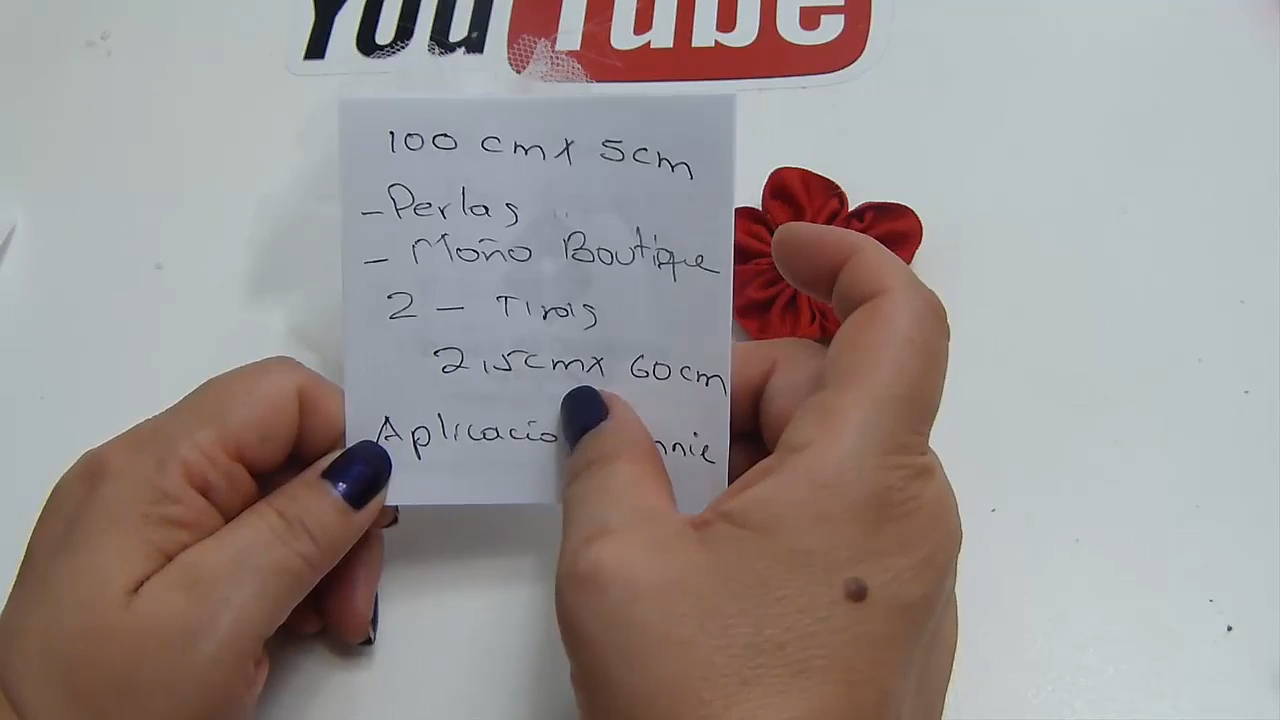 YouTube
100 cm x 5cm
- Perlas
- Moño Boutique
2 - Tiras
2,5cm x 60cm